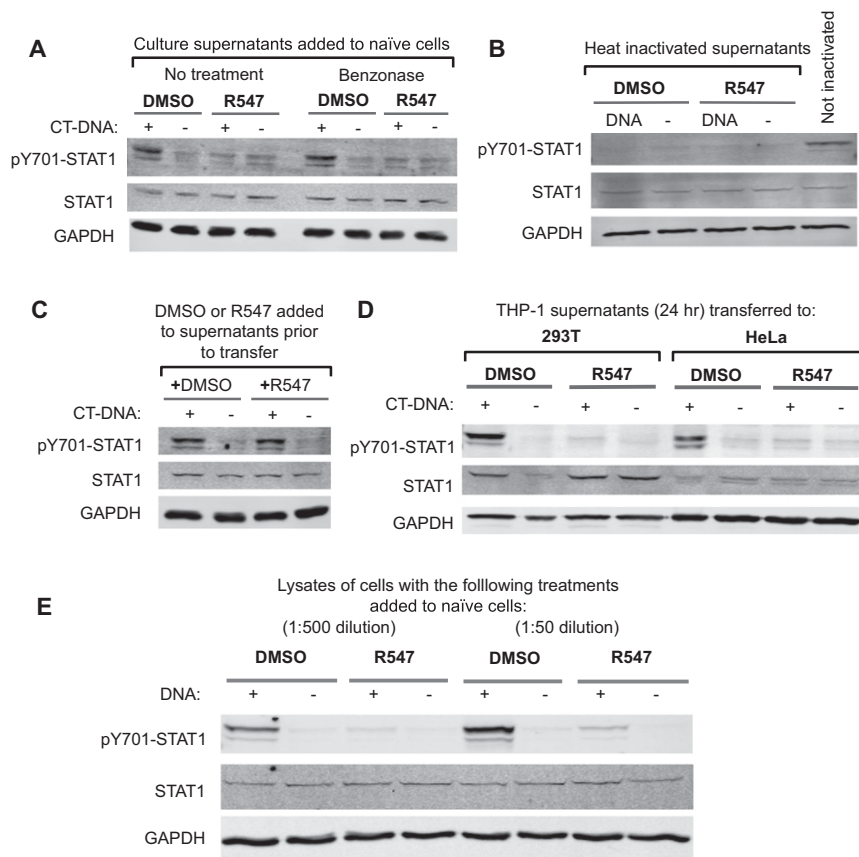 A
Culture supernatants added to naïve cells
No treatment Benzonase
DMSO R547 DMSO R547
CT-DNA: + - + - + - + -
pY701-STAT1
STAT1
GAPDH
B
Heat inactivated supernatants
Not inactivated
DMSO R547
DNA - DNA -
pY701-STAT1
STAT1
GAPDH
C
DMSO or R547 added
to supernatants prior
to transfer
+DMSO +R547
CT-DNA: + - + -
pY701-STAT1
STAT1
GAPDH
D
THP-1 supernatants (24 hr) transferred to:
293T HeLa
DMSO R547 DMSO R547
CT-DNA: + - + - + - + -
pY701-STAT1
STAT1
GAPDH
E
Lysates of cells with the folllowing treatments
added to naïve cells:
(1:500 dilution) (1:50 dilution)
DMSO R547 DMSO R547
DNA: + - + - + - + -
pY701-STAT1
STAT1
GAPDH